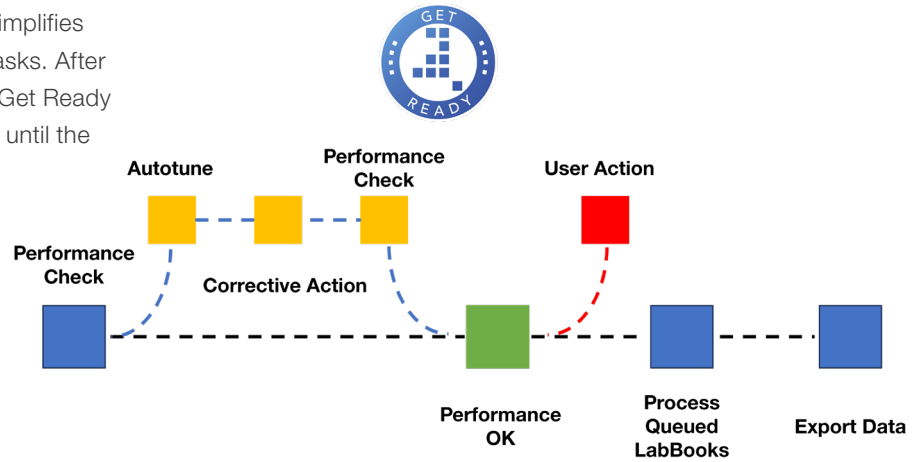 implifies
asks. After
Get Ready
until the
GET
READY
Autotune
Performance
Check
User Action
Performance
Check
Corrective Action
Performance
OK
Process
Queued
LabBooks
Export Data